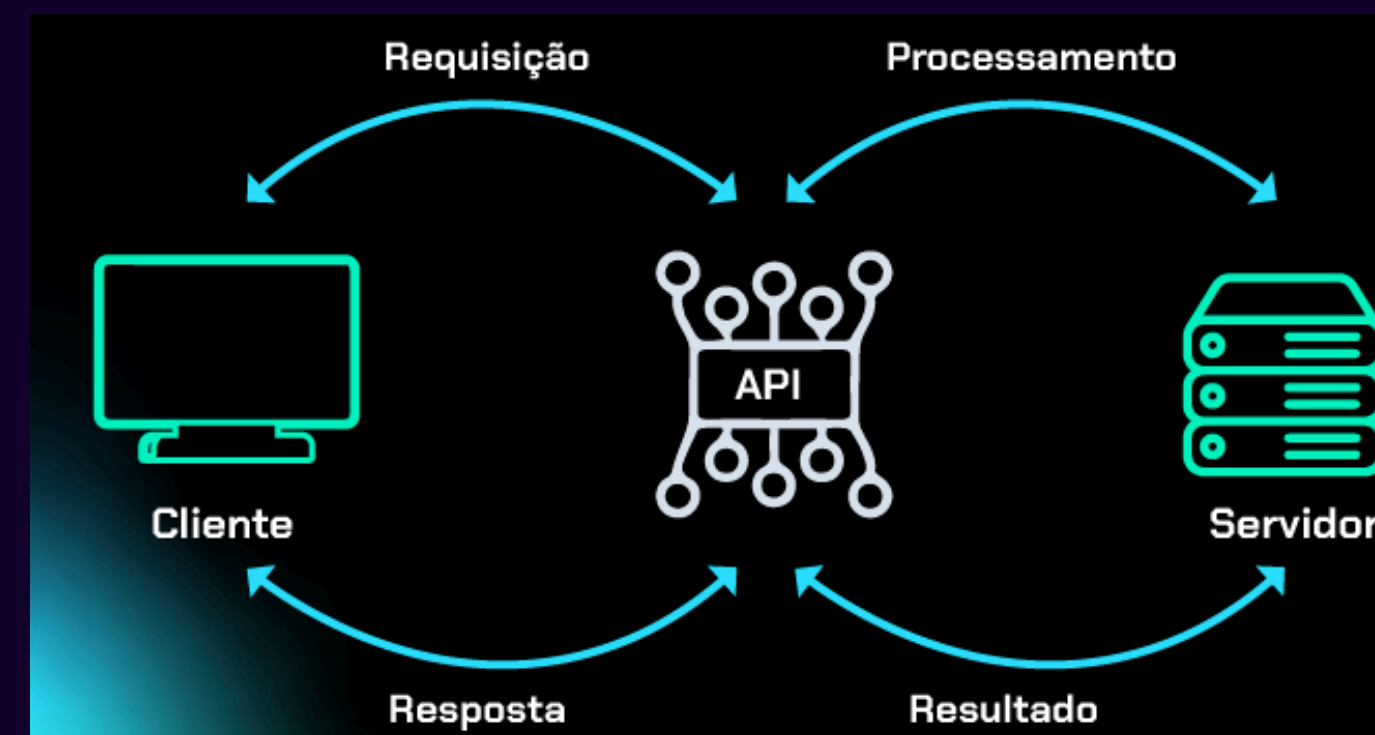 Requisição
Processamento
API
Cliente
Servidor
Resposta
Resultado